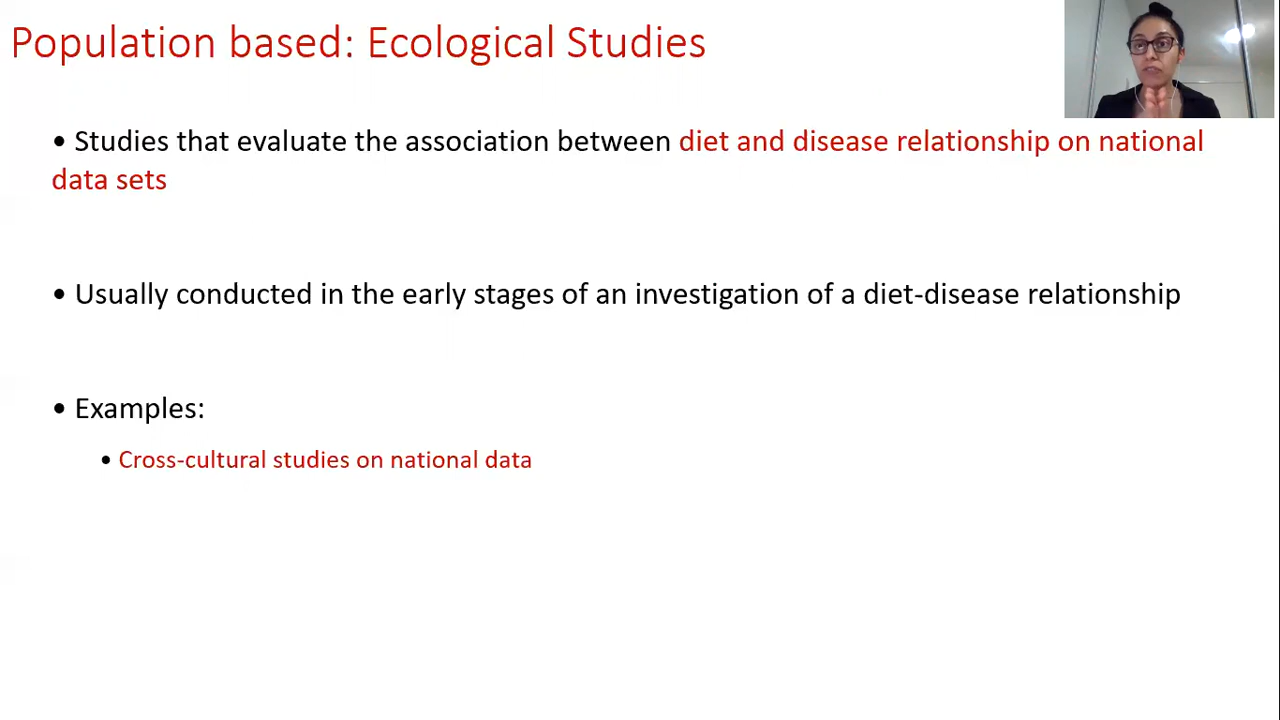 Population based: Ecological Studies
• Studies that evaluate the association between diet and disease relationship on national
data sets
• Usually conducted in the early stages of an investigation of a diet-disease relationship
• Examples:
• Cross-cultural studies on national data